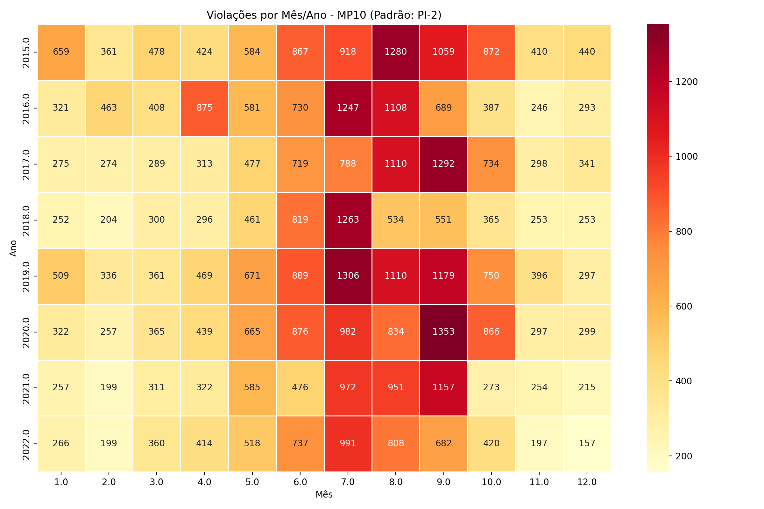 Violações por Mês/Ano - MP10 (Padrão: PI-2)
2015.0 659 361 478 424 584 867 918 1280 1059 872 410 440
2016.0 321 463 408 875 581 730 1247 1108 689 387 246 293
2017.0 275 274 289 313 477 719 788 1110 1292 734 298 341
2018.0 252 204 300 296 461 819 1263 534 551 365 253 253
2019.0 509 336 361 469 671 889 1306 1110 1179 750 396 297
2020.0 322 257 365 439 665 876 982 834 1353 866 297 299
2021.0 257 199 311 322 585 476 972 951 1157 273 254 215
2022.0 266 199 360 414 518 737 991 808 682 420 197 157
1.0 2.0 3.0 4.0 5.0 6.0 7.0 8.0 9.0 10.0 11.0 12.0
Mês
Ano
1200
1000
800
600
400
200